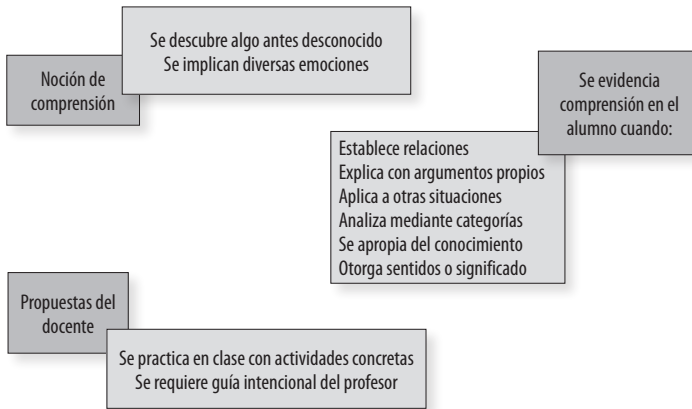 Noción de
comprensión
Se descubre algo antes desconocido
Se implican diversas emociones
Se evidencia
comprensión en el
alumno cuando:
Establece relaciones
Explica con argumentos propios
Aplica a otras situaciones
Analiza mediante categorías
Se apropia del conocimiento
Otorga sentidos o significado
Propuestas del
docente
Se practica en clase con actividades concretas
Se requiere guía intencional del profesor